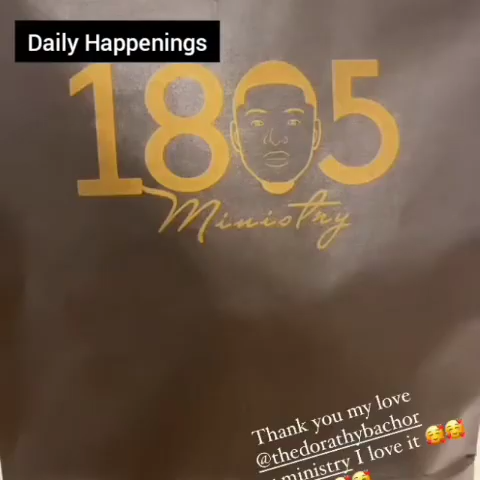 Daily Happenings
1805
Ministry
Thank you my love
@thedorathybachor
ministry I love it 🥰🥰
🥰